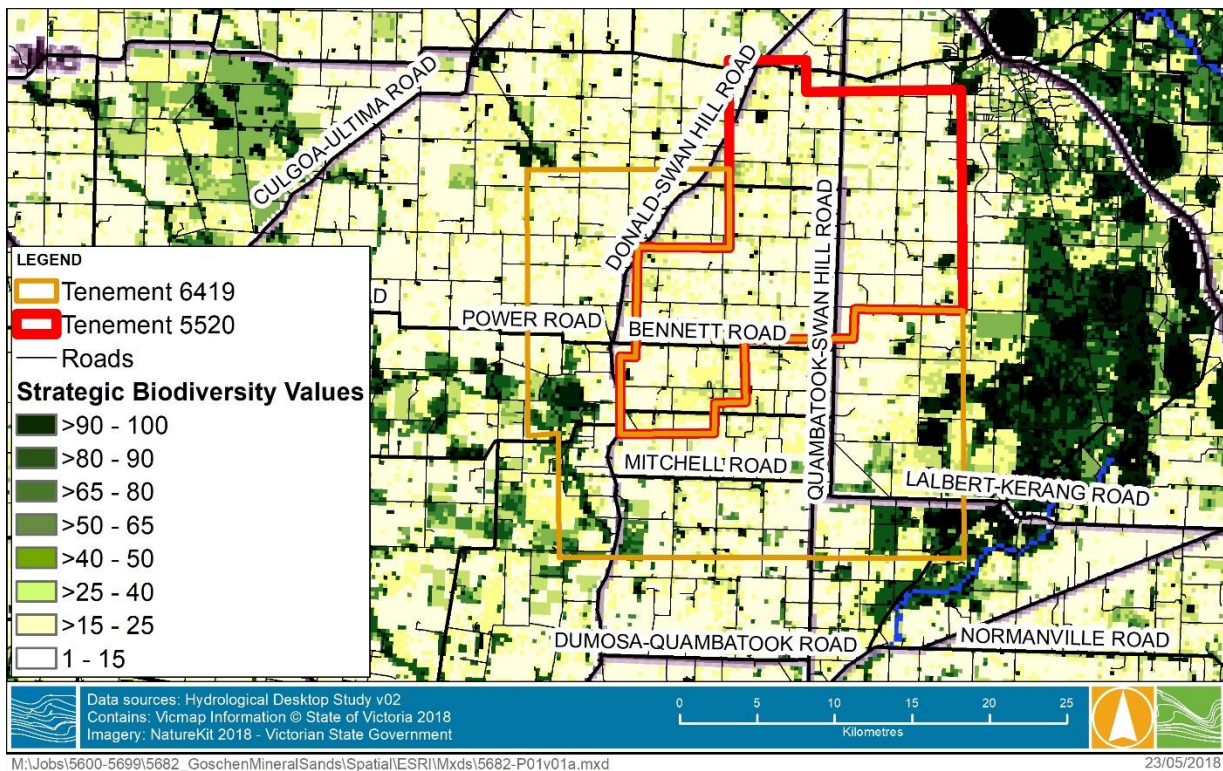 CULGOA-ULTIMA ROAD
DONALD-SWAN HILL ROAD
QUAMBATOOK-SWAN HILL ROAD
LEGEND
Tenement 6419
Tenement 5520
Roads
Strategic Biodiversity Values
>90 - 100
>80 - 90
>65 - 80
>50 - 65
>40 - 50
>25 - 40
>15 - 25
1 - 15
POWER ROAD
BENNETT ROAD
MITCHELL ROAD
LALBERT-KERANG ROAD
DUMOSA-QUAMBATOOK ROAD
NORMANVILLE ROAD
Data sources: Hydrological Desktop Study v02
Contains: Vicmap Information © State of Victoria 2018
Imagery: NatureKit 2018 - Victorian State Government
0 5 10 15 20 25
Kilometres
M:\Jobs\5600-5699\5682_GoschenMineralSands\Spatial\ESRI\Mxds\5682-P01v01a.mxd
23/05/2018